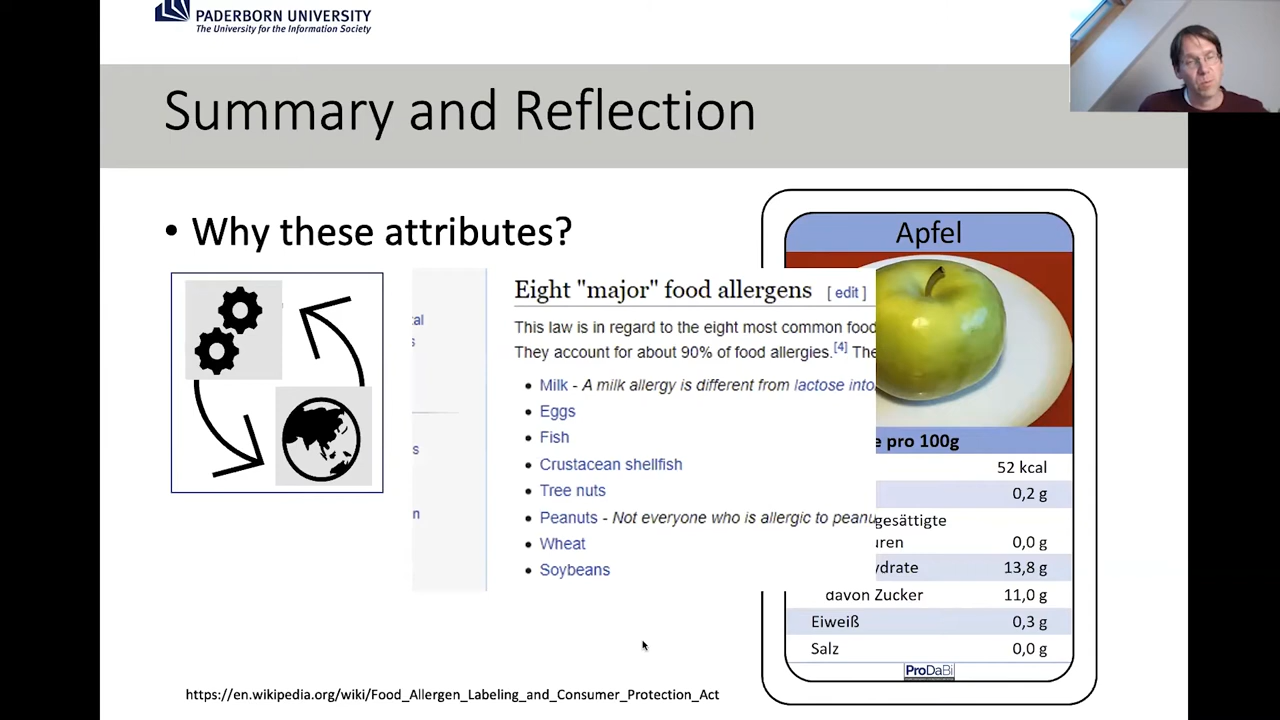 PADERBORN UNIVERSITY
The University for the Information Society
Summary and Reflection
• Why these attributes?
Eight "major" food allergens [ edit ]
This law is in regard to the eight most common food
They account for about 90% of food allergies.[4] The
• Milk - A milk allergy is different from lactose into
• Eggs
• Fish
• Crustacean shellfish
• Tree nuts
• Peanuts - Not everyone who is allergic to peanu
• Wheat
• Soybeans
Apfel
e pro 100g
52 kcal
0,2 g
gesättigte
uren 0,0 g
ydrate 13,8 g
davon Zucker 11,0 g
Eiweiß 0,3 g
Salz 0,0 g
ProDaBi
https://en.wikipedia.org/wiki/Food_Allergen_Labeling_and_Consumer_Protection_Act